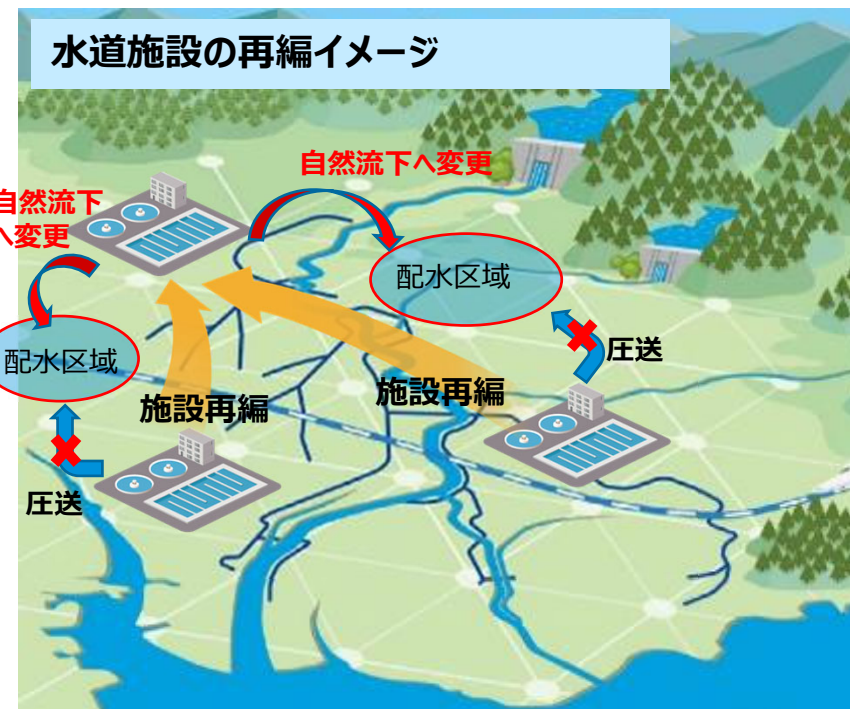 水道施設の再編イメージ
自然流下へ変更
自然流下
へ変更
配水区域
配水区域
圧送
施設再編
施設再編
圧送